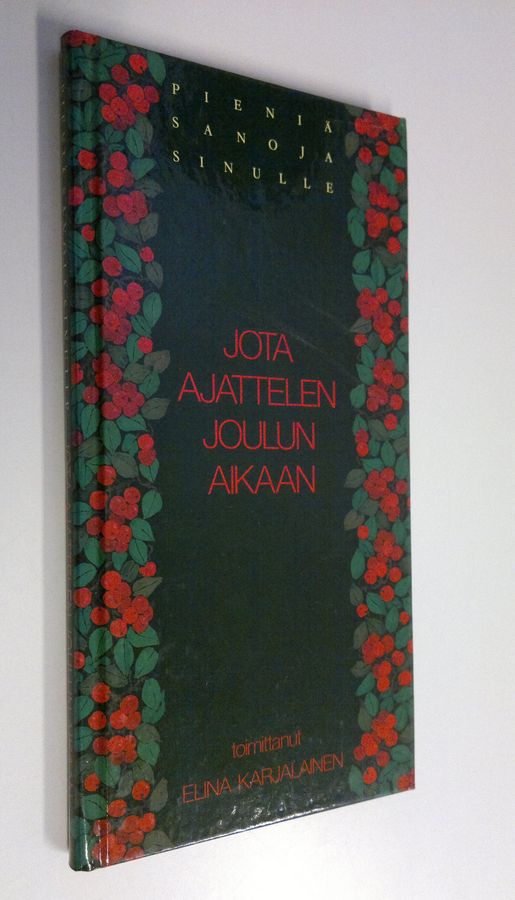 PIENIÄ
SANOJA
SINULLE
JOTA
AJATTELEN
JOULUN
AIKAAN
toimittanut
ELINA KARJALAINEN